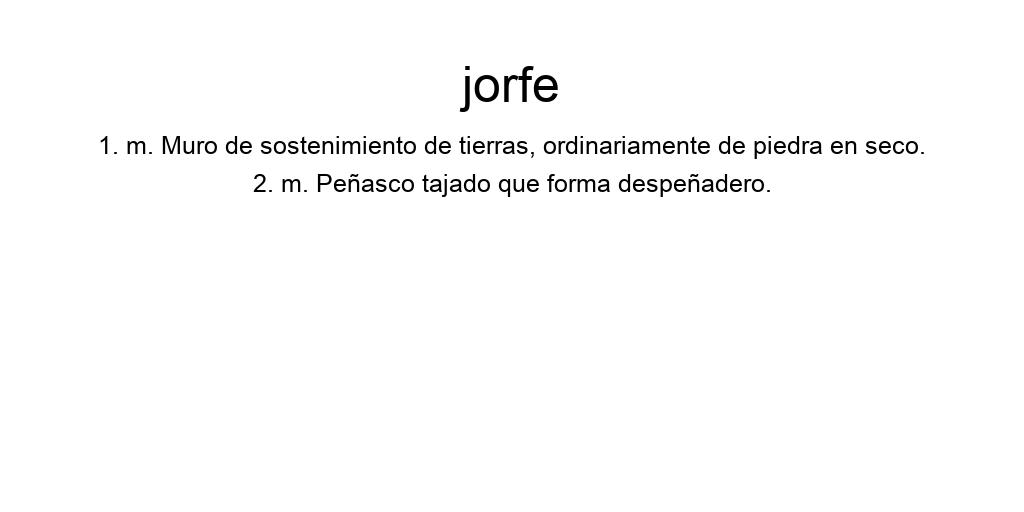 jorfe
1. m. Muro de sostenimiento de tierras, ordinariamente de piedra en seco.
2. m. Peñasco tajado que forma despeñadero.